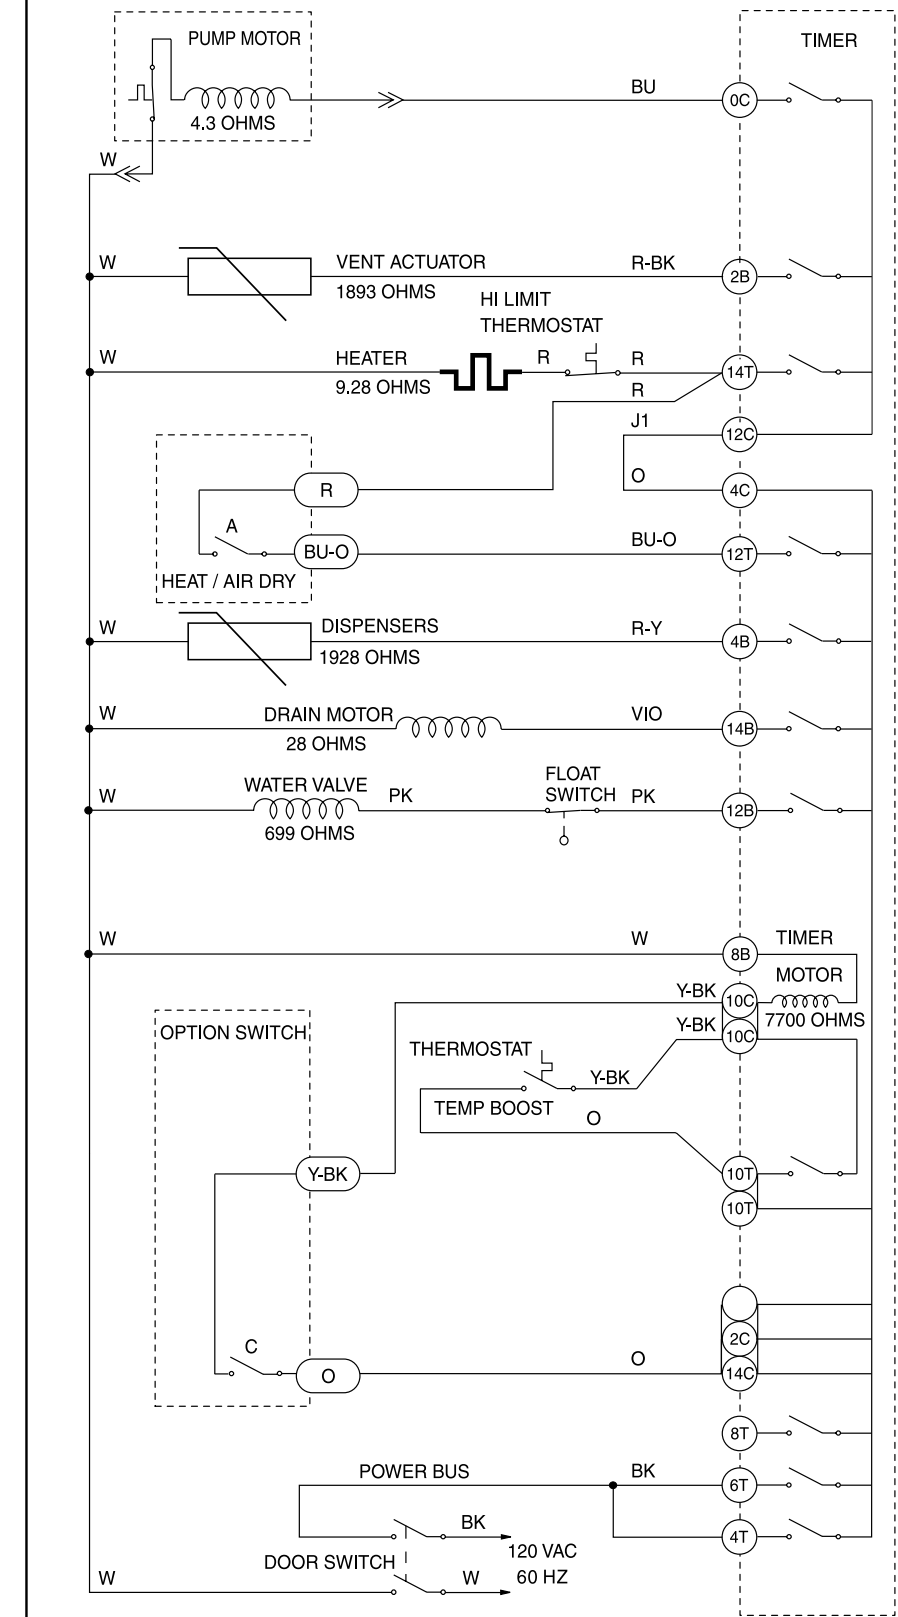 PUMP MOTOR
TIMER
BU
0C
4.3 OHMS
W
W
VENT ACTUATOR
R-BK
2B
1893 OHMS
HI LIMIT
THERMOSTAT
W
HEATER
R
R
14T
9.28 OHMS
R
J1
12C
R
O
4C
A
BU-O
BU-O
12T
HEAT / AIR DRY
W
DISPENSERS
R-Y
4B
1928 OHMS
W
DRAIN MOTOR
VIO
14B
28 OHMS
FLOAT
SWITCH
W
WATER VALVE
PK
PK
12B
699 OHMS
W
W
8B
TIMER
MOTOR
Y-BK
10C
7700 OHMS
OPTION SWITCH
Y-BK
10C
THERMOSTAT
Y-BK
TEMP BOOST
O
Y-BK
10T
10T
2C
C
O
O
14C
8T
POWER BUS
BK
6T
BK
4T
120 VAC
60 HZ
DOOR SWITCH
W
W